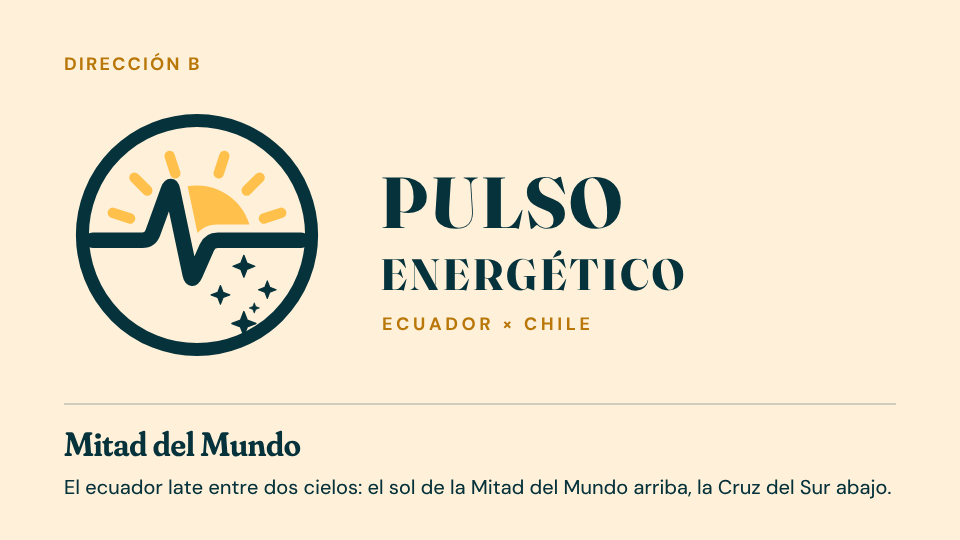 DIRECCIÓN B
PULSO
ENERGÉTICO
ECUADOR × CHILE
Mitad del Mundo
El ecuador late entre dos cielos: el sol de la Mitad del Mundo arriba, la Cruz del Sur abajo.